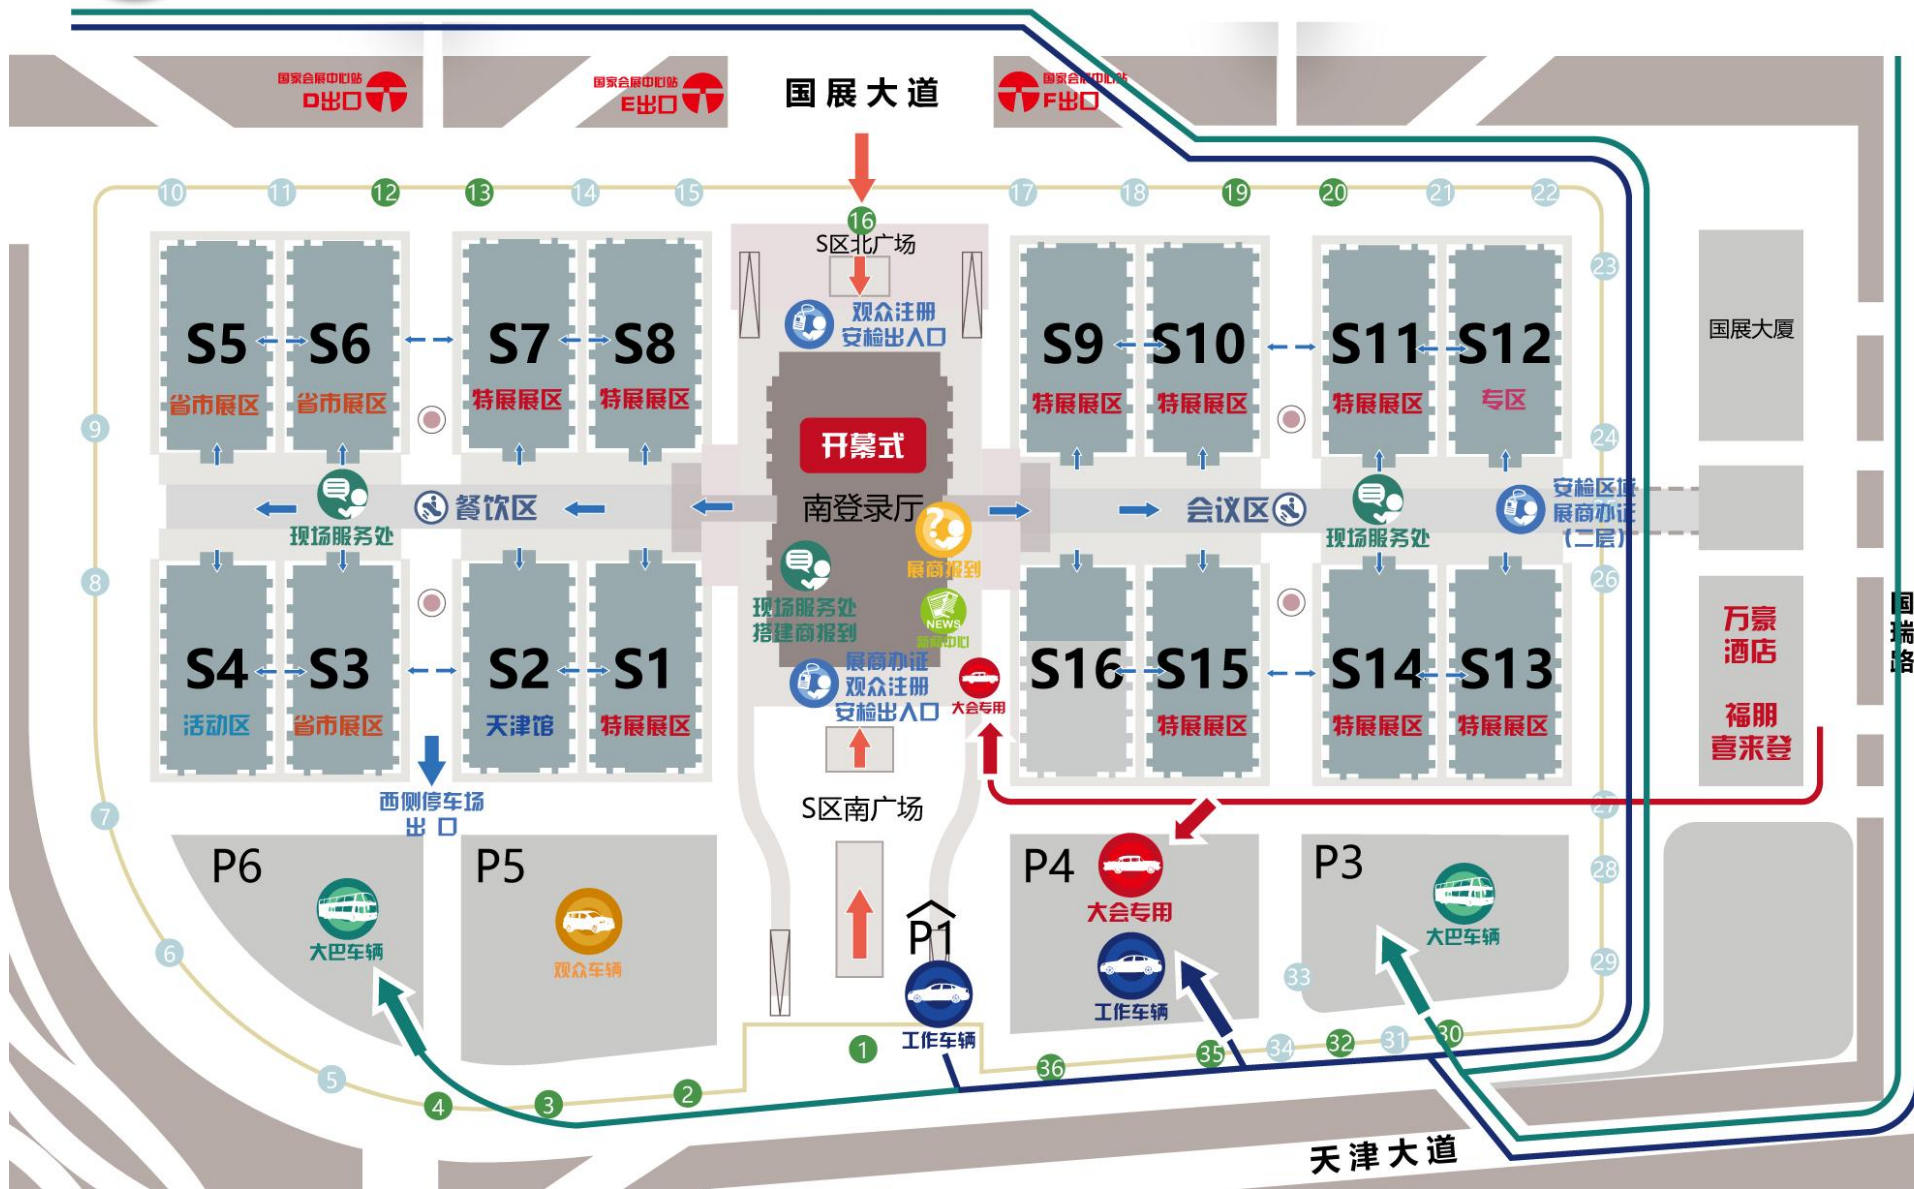 国家会展中心站
D出口
国家会展中心站
E出口
国展大道
国家会展中心站
F出口
10
11
12
13
14
15
16
17
18
19
20
21
22
S区北广场
观众注册
安检出入口
23
S5
省市展区
S6
省市展区
S7
特展展区
S8
特展展区
S9
特展展区
S10
特展展区
S11
特展展区
S12
专区
国展大厦
9
24
开幕式
南登录厅
现场服务处
餐饮区
会议区
现场服务处
安检区域
展商办证
(二层)
展商报到
现场服务处
搭建商报到
NEWS
新闻中心
8
26
S4
活动区
S3
省市展区
S2
天津馆
S1
特展展区
展商办证
观众注册
安检出入口
大会专用
S16
S15
特展展区
S14
特展展区
S13
特展展区
万豪
酒店
福朋
喜来登
国瑞路
西侧停车场
出口
S区南广场
7
27
P6
大巴车辆
P5
观众车辆
P1
工作车辆
P4
大会专用
工作车辆
P3
大巴车辆
28
29
33
6
5
4
3
2
1
36
35
34
32
31
30
天津大道